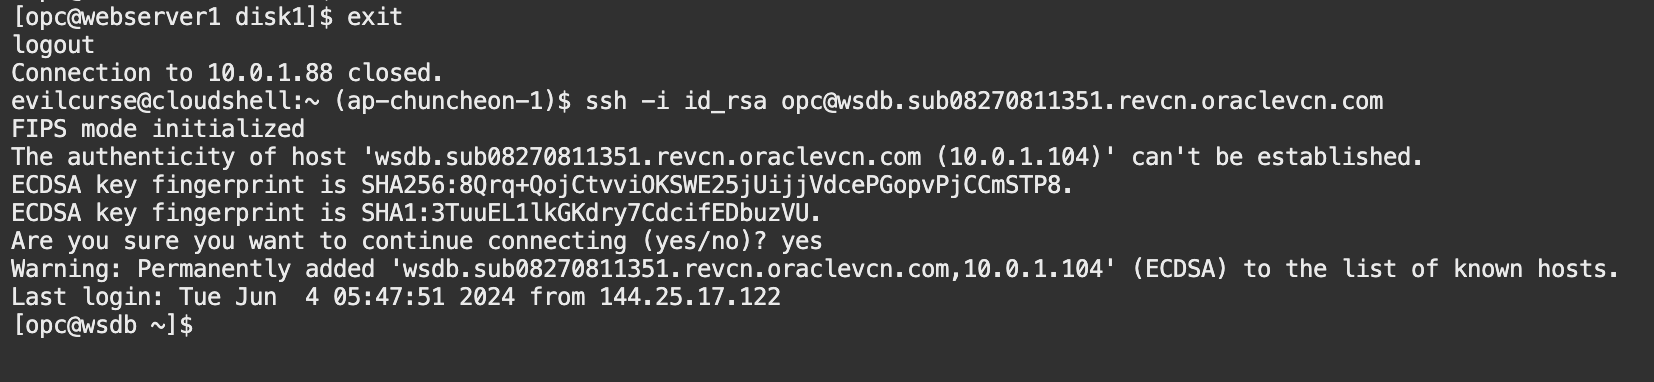 [opc@webserver1 disk1]$ exit
logout
Connection to 10.0.1.88 closed.
evilcurse@cloudshell:~ (ap-chuncheon-1)$ ssh -i id_rsa opc@wsdb.sub08270811351.revcn.oraclevcn.com
FIPS mode initialized
The authenticity of host 'wsdb.sub08270811351.revcn.oraclevcn.com (10.0.1.104)' can't be established.
ECDSA key fingerprint is SHA256:8Qrq+QojCtvviOKSWE25jUijjVdcePGopvPjCCmSTP8.
ECDSA key fingerprint is SHA1:3TuuEL1lkGKdry7CdcifEDbuzVU.
Are you sure you want to continue connecting (yes/no)? yes
Warning: Permanently added 'wsdb.sub08270811351.revcn.oraclevcn.com,10.0.1.104' (ECDSA) to the list of known hosts.
Last login: Tue Jun  4 05:47:51 2024 from 144.25.17.122
[opc@wsdb ~]$